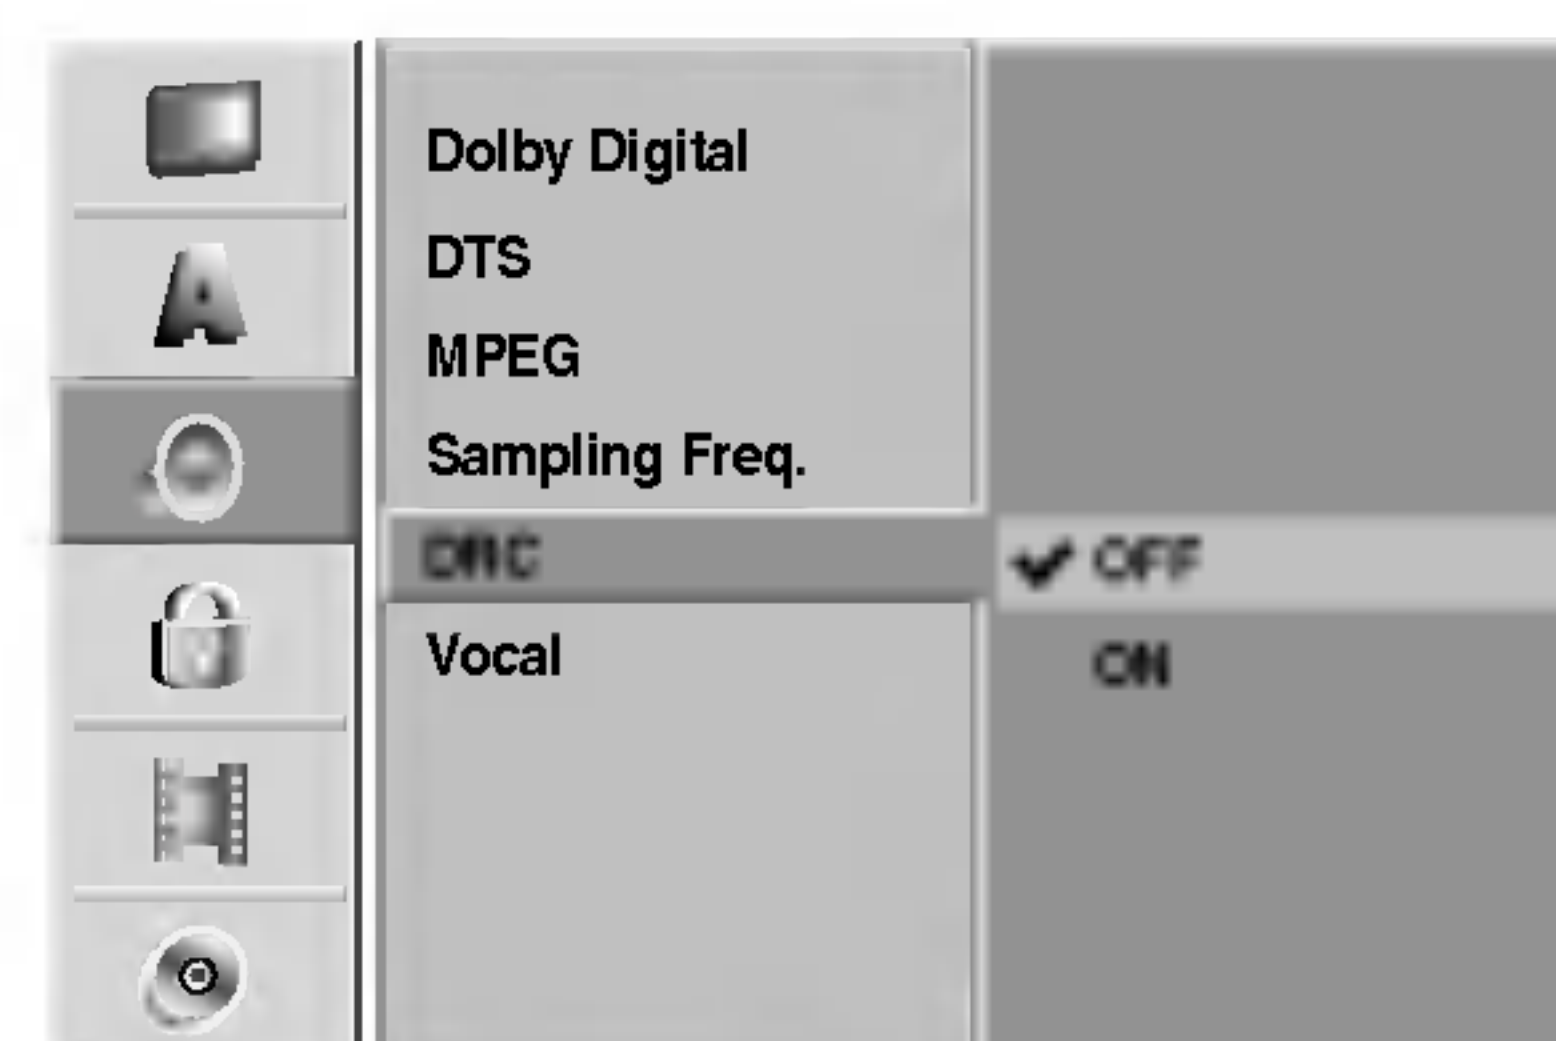 Dolby Digital
DTS
MPEG
Sampling Freq.
DRC
OFF
ON
Vocal